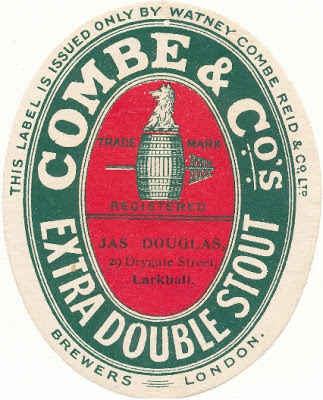 THIS LABEL IS ISSUED ONLY BY WATNEY, COMBE, REID & CO. LTD
COMBE & Co's.
TRADE MARK
REGISTERED
JAS DOUGLAS,
29 Drygate Street,
Larkhall.
EXTRA DOUBLE STOUT
BREWERS LONDON.